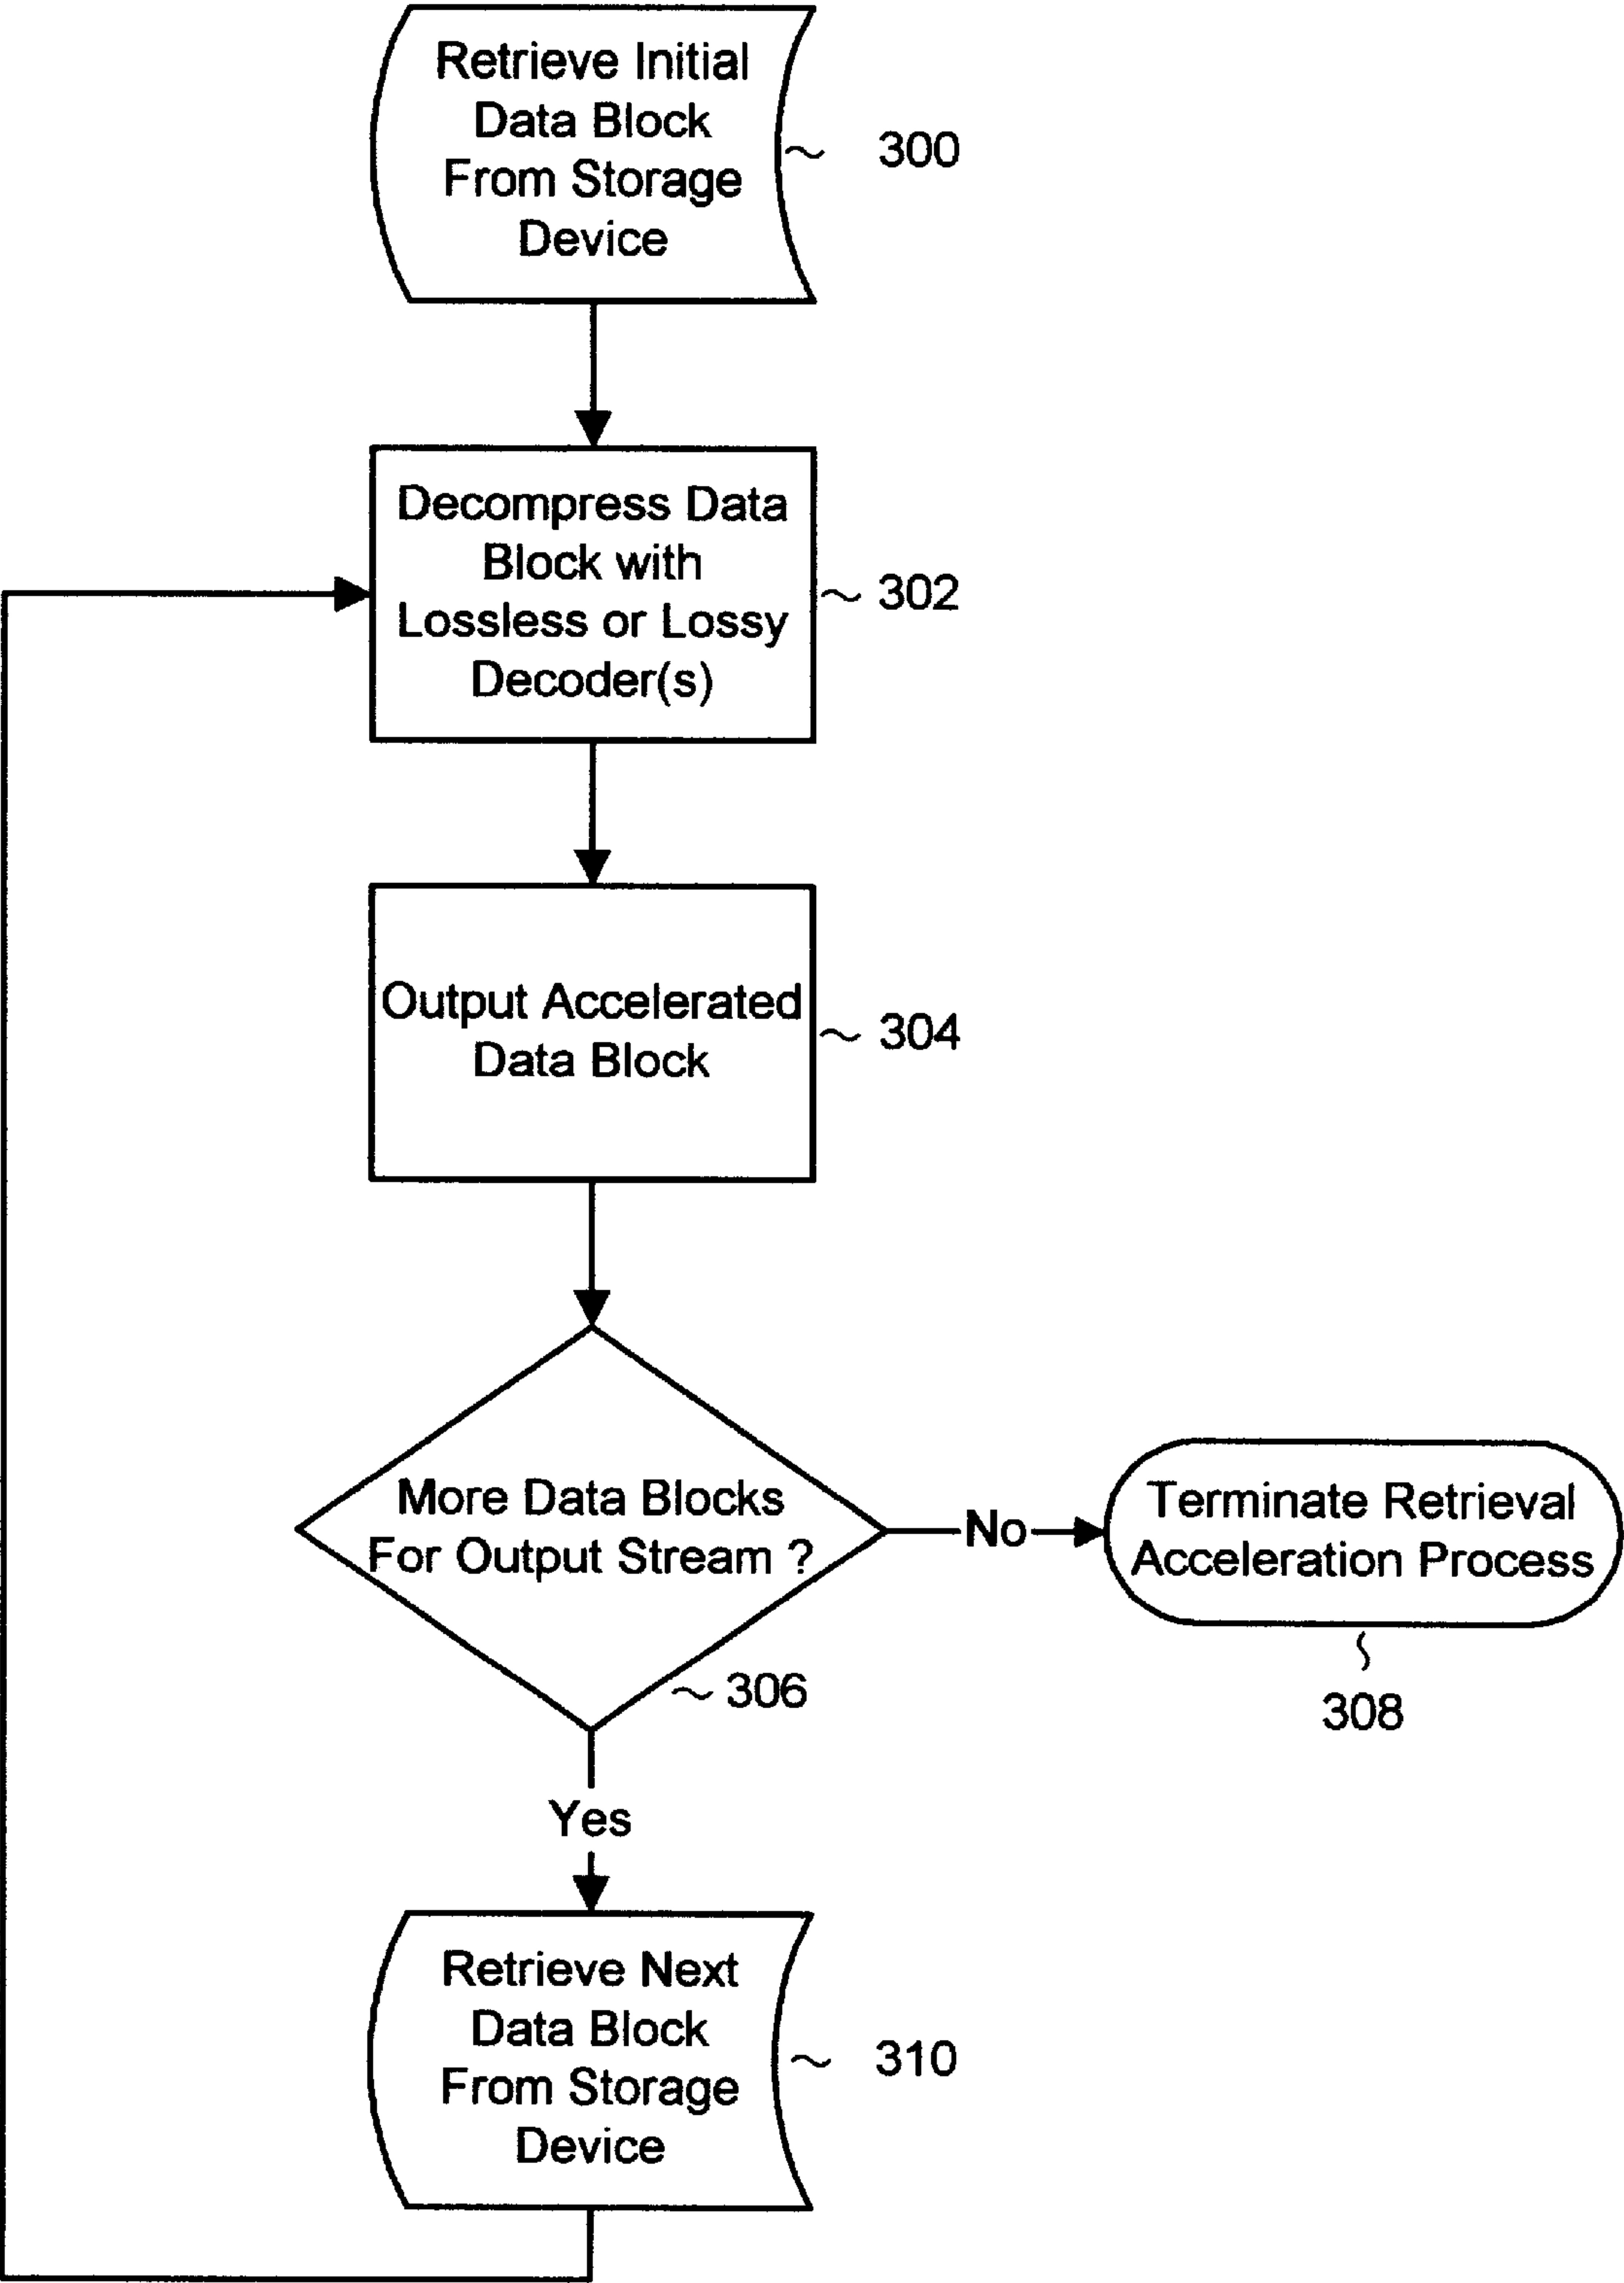 Retrieve Initial
Data Block
From Storage
Device
300
Decompress Data
Block with
Lossless or Lossy
Decoder(s)
302
Output Accelerated
Data Block
304
More Data Blocks
For Output Stream ?
306
No
Terminate Retrieval
Acceleration Process
308
Yes
Retrieve Next
Data Block
From Storage
Device
310